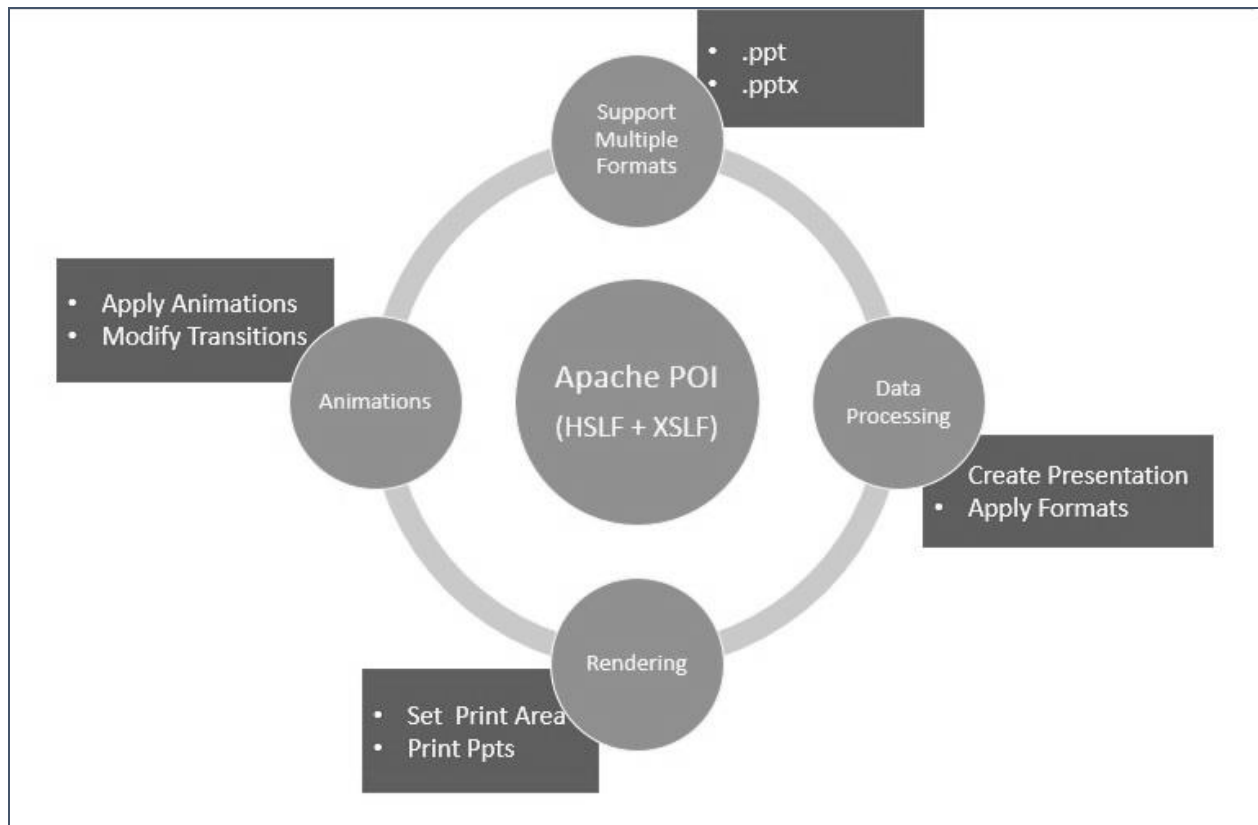 • .ppt
• .pptx
Support
Multiple
Formats
• Apply Animations
• Modify Transitions
Animations
Apache POI
(HSLF + XSLF)
Data
Processing
Create Presentation
• Apply Formats
Rendering
• Set Print Area
• Print Ppts